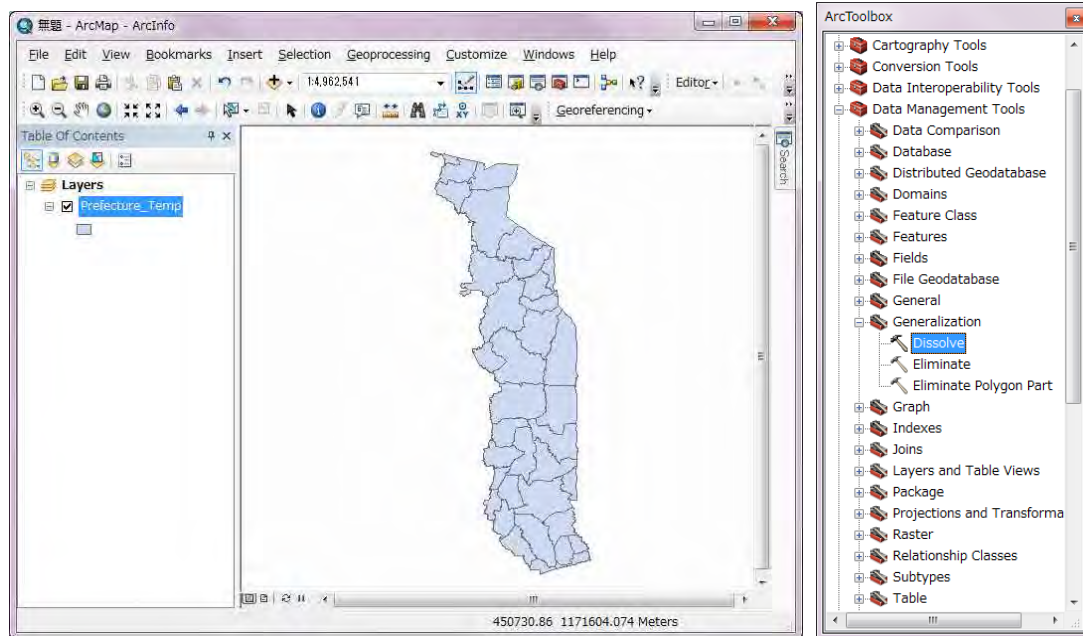 無題 - ArcMap - ArcInfo
File Edit View Bookmarks Insert Selection Geoprocessing Customize Windows Help
1:4,962,541
Editor
Georeferencing
Table Of Contents
Layers
Prefecture_Temp
Search
450730.86 1171604.074 Meters
ArcToolbox
Cartography Tools
Conversion Tools
Data Interoperability Tools
Data Management Tools
Data Comparison
Database
Distributed Geodatabase
Domains
Feature Class
Features
Fields
File Geodatabase
General
Generalization
Dissolve
Eliminate
Eliminate Polygon Part
Graph
Indexes
Joins
Layers and Table Views
Package
Projections and Transforma
Raster
Relationship Classes
Subtypes
Table